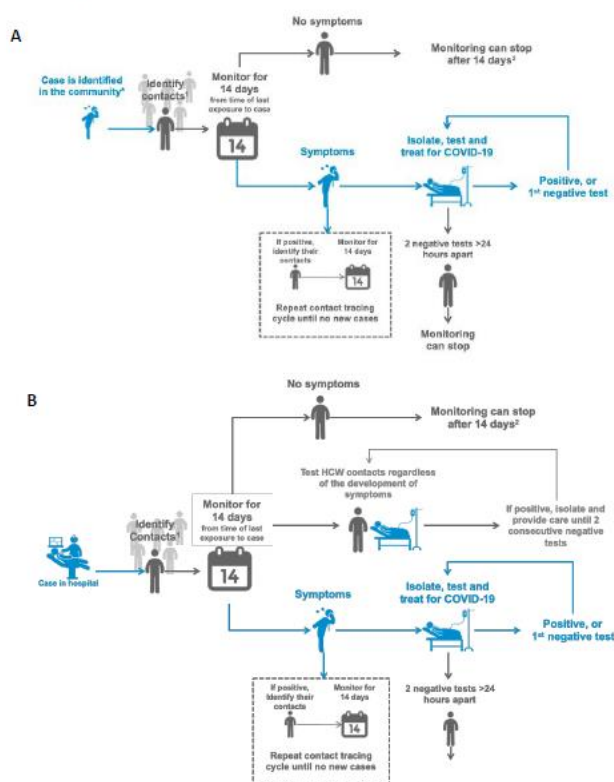 A
No symptoms
Monitoring can stop
after 14 days²
Case is identified
in the community*
Identify
contacts¹
Monitor for
14 days
from time of last
exposure to case
14
Symptoms
Isolate, test and
treat for COVID-19
Positive, or
1st negative test
If positive,
identify their
contacts
Monitor for
14 days
14
Repeat contact tracing
cycle until no new cases
2 negative tests >24
hours apart
Monitoring
can stop
B
No symptoms
Monitoring can stop
after 14 days²
Test HCW contacts regardless
of the development of
symptoms
If positive, isolate and
provide care until 2
consecutive negative
tests
Case in hospital
Identify
Contacts¹
Monitor for
14 days
from time of last
exposure to case
14
Symptoms
Isolate, test and
treat for COVID-19
Positive, or
1st negative test
If positive,
Identify their
contacts
Monitor for
14 days
14
Repeat contact tracing
cycle until no new cases
2 negative tests >24
hours apart